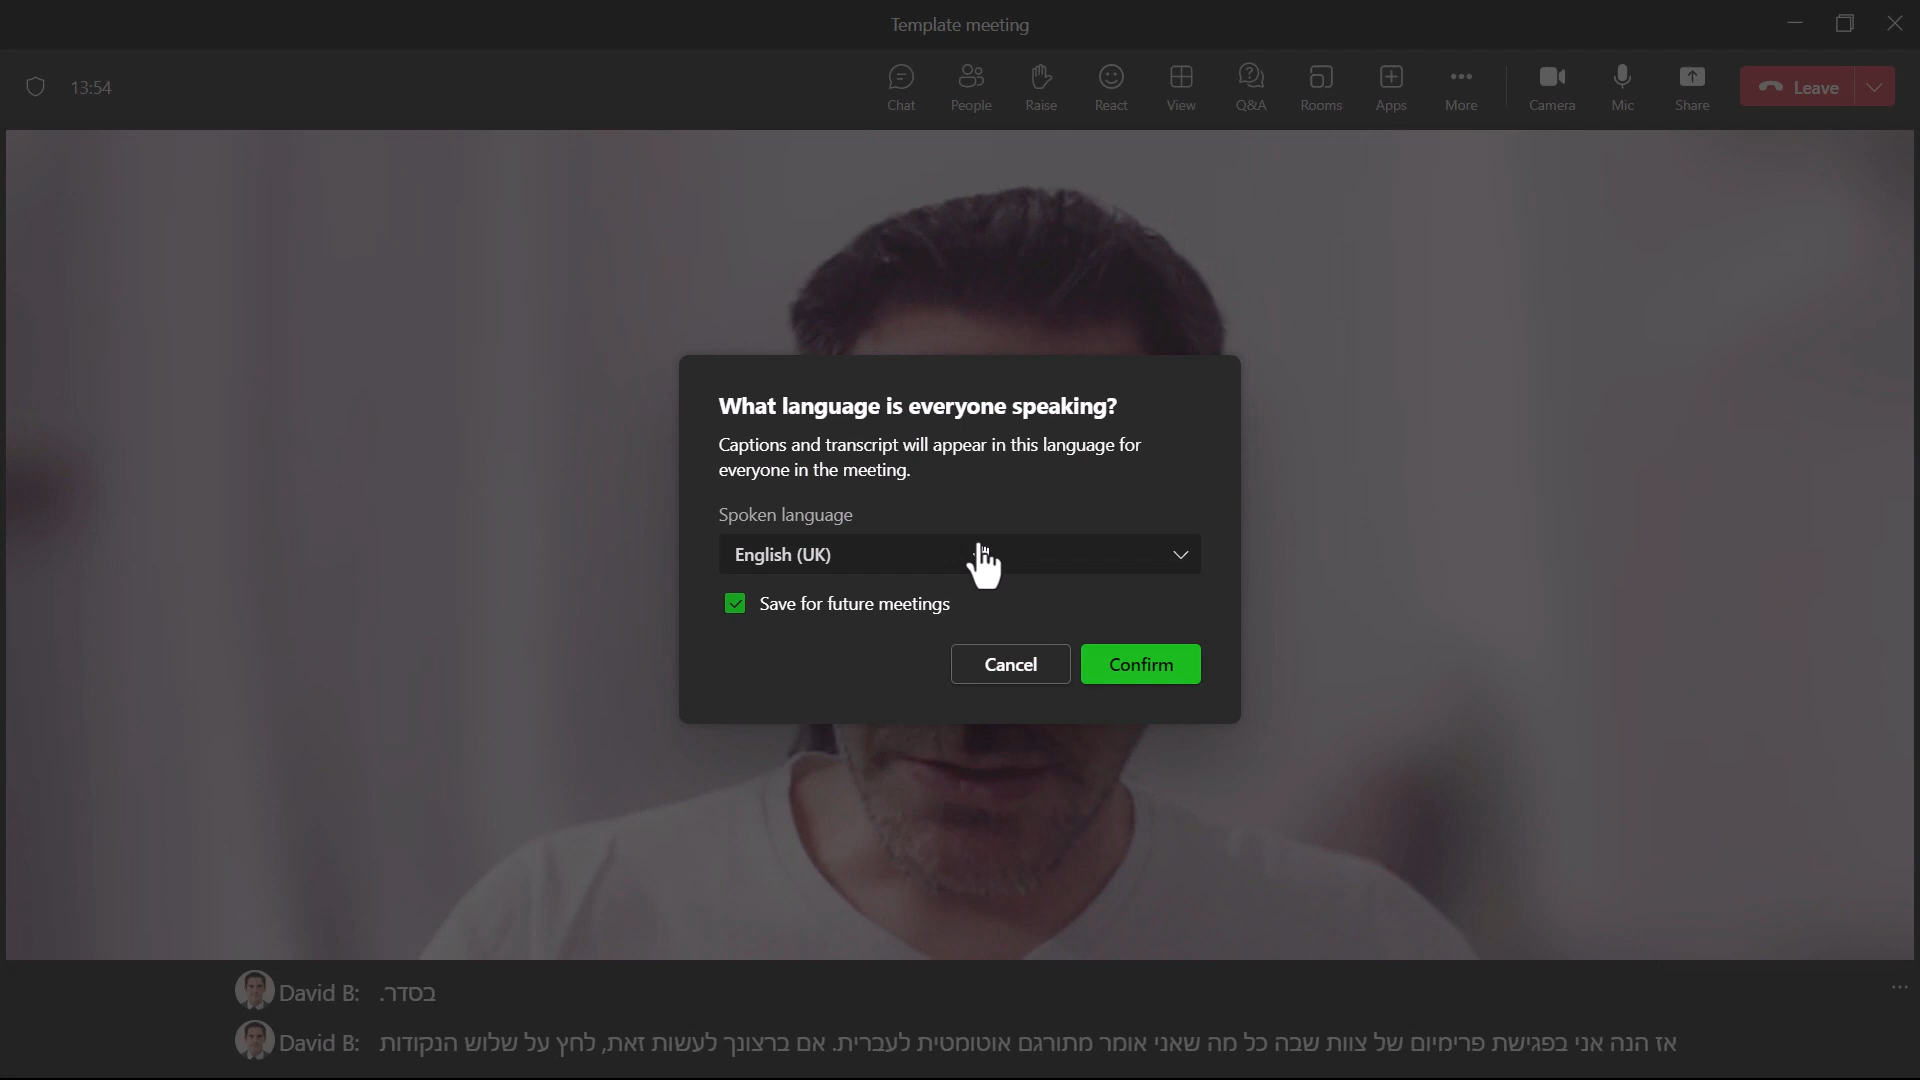 Template meeting
13:54
Chat
People
Raise
React
View
Q&A
Rooms
Apps
More
Camera
Mic
Share
Leave
What language is everyone speaking?
Captions and transcript will appear in this language for
everyone in the meeting.
Spoken language
English (UK)
Save for future meetings
Cancel
Confirm
David B: בסדר.
David B: אז הנה אני בפגישת פרימיום של צוות שבה כל מה שאני אומר מתורגם אוטומטית לעברית. אם ברצונך לעשות זאת, לחץ על שלוש הנקודות